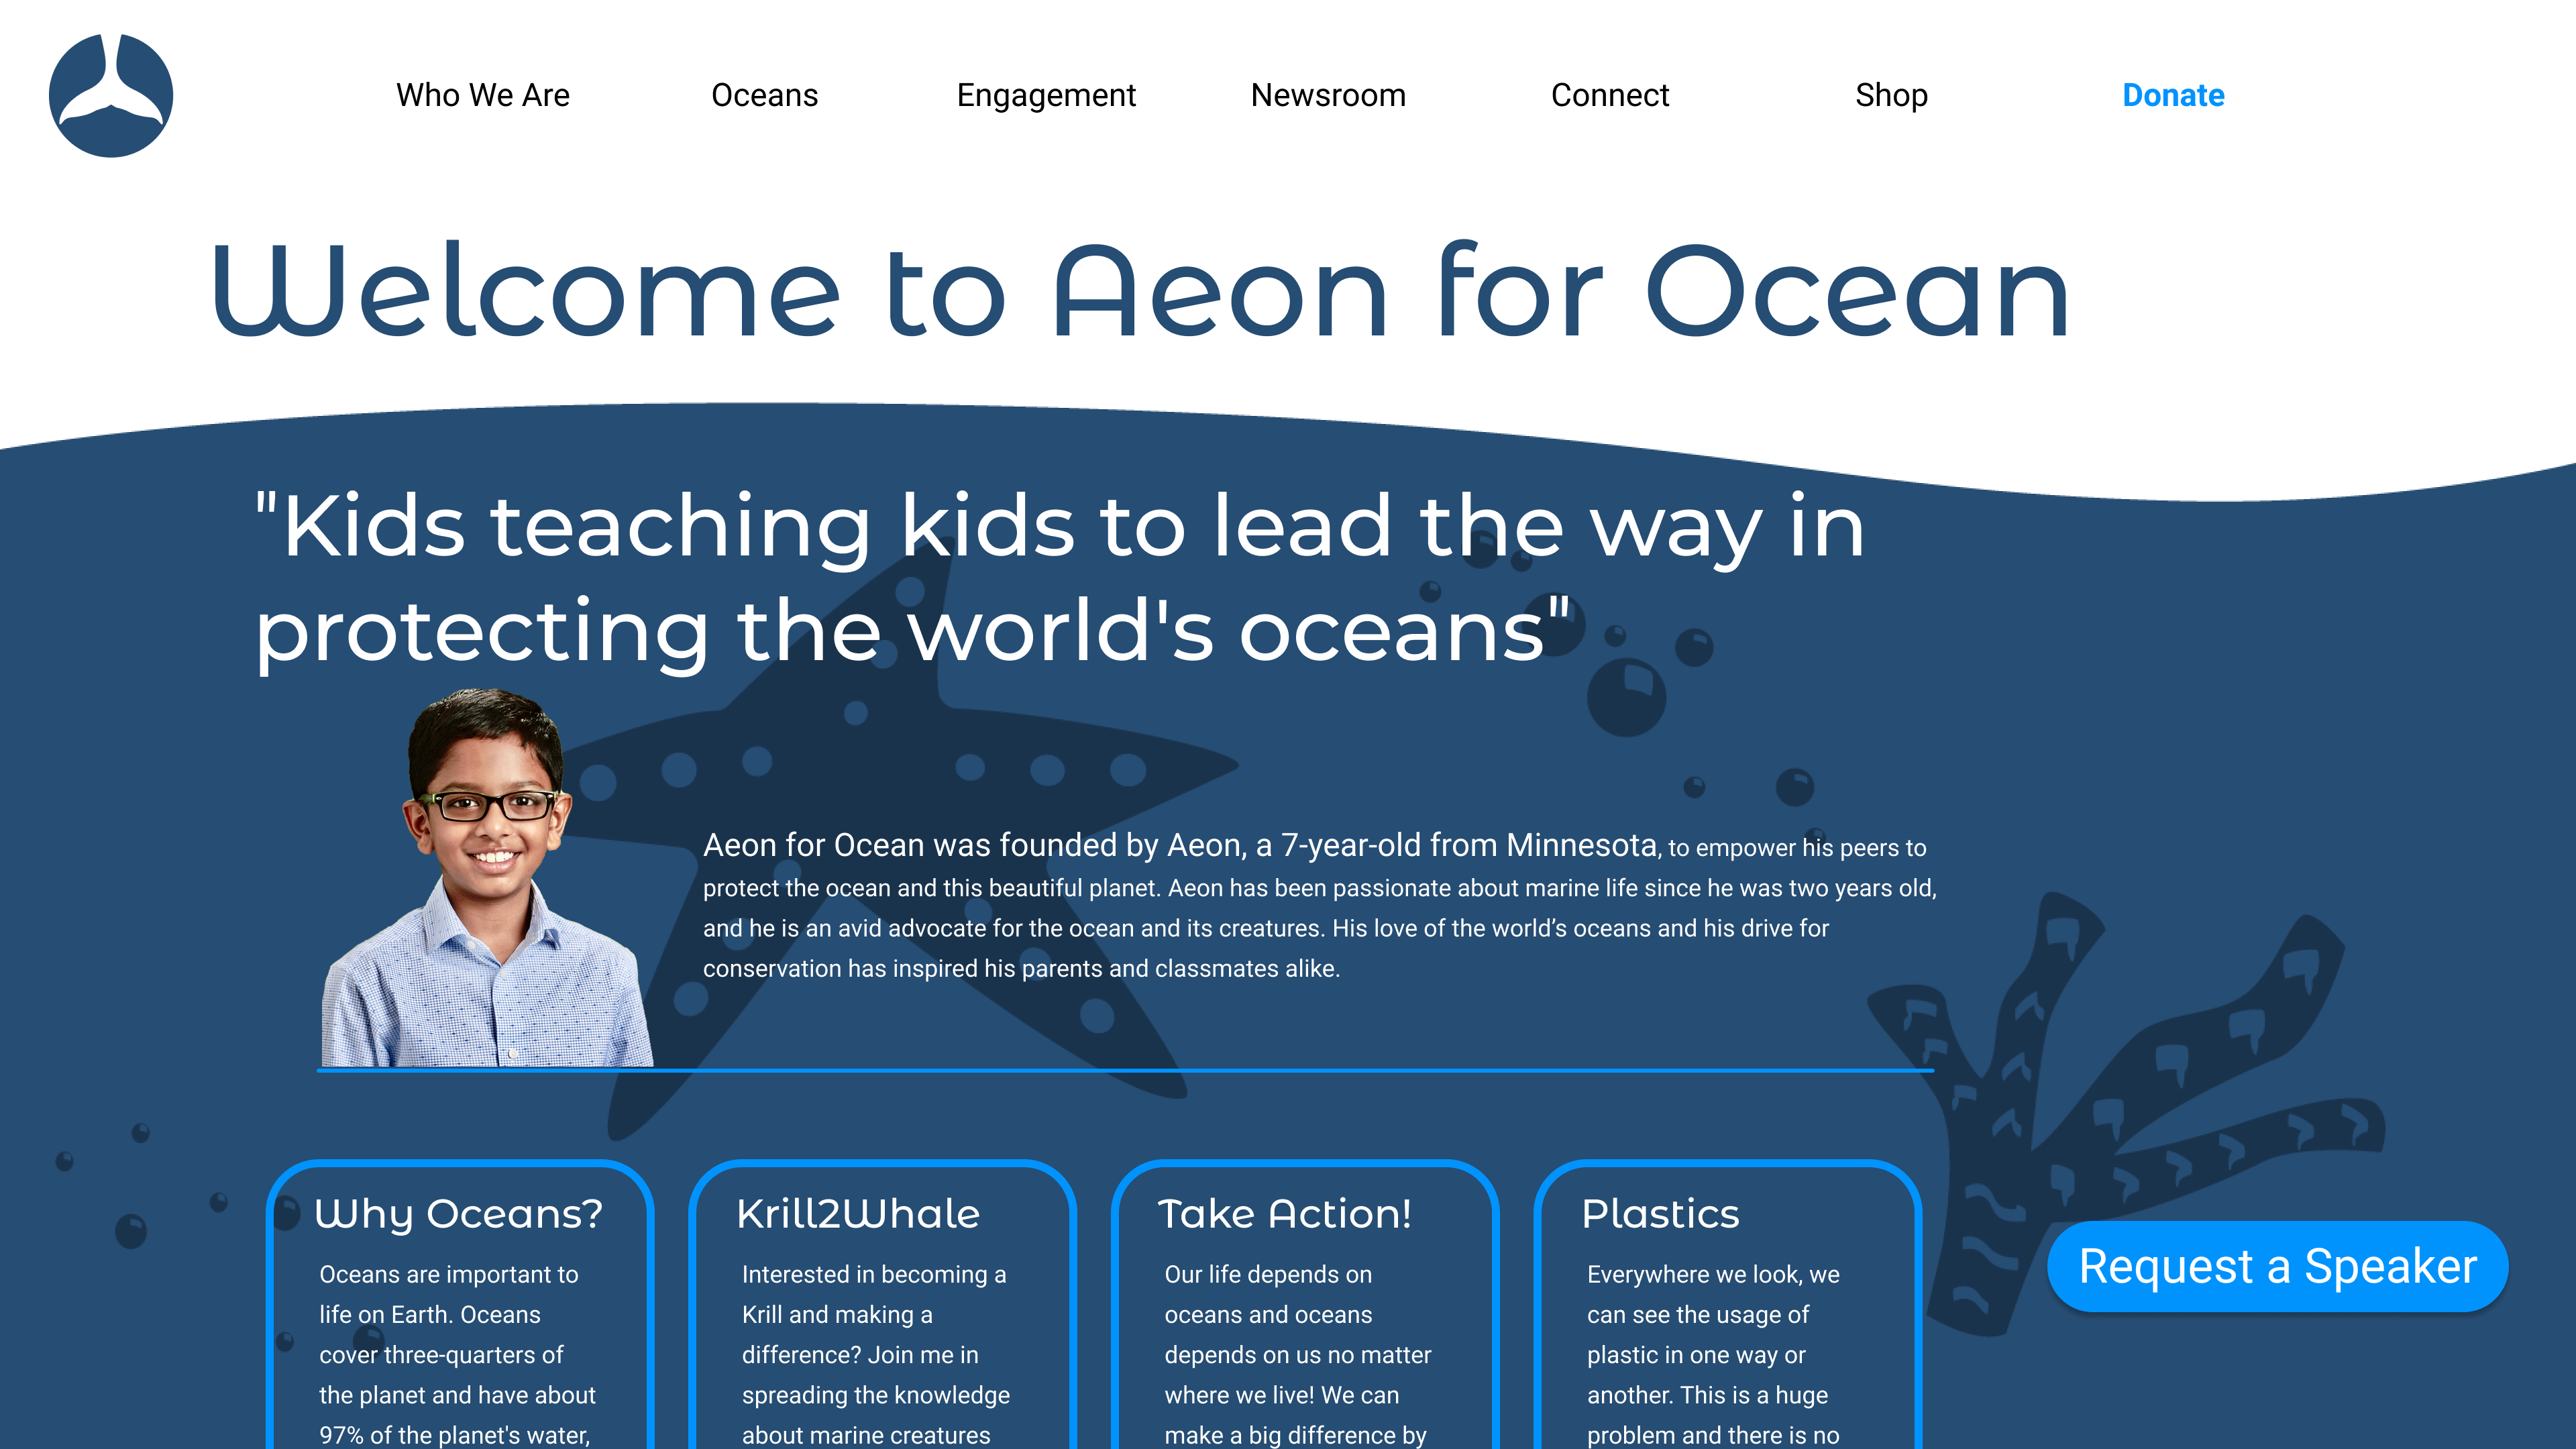 Who We Are
Oceans
Engagement
Newsroom
Connect
Shop
Donate
Welcome to Aeon for Ocean
"Kids teaching kids to lead the way in
protecting the world's oceans"
Aeon for Ocean was founded by Aeon, a 7-year-old from Minnesota, to empower his peers to
protect the ocean and this beautiful planet. Aeon has been passionate about marine life since he was two years old,
and he is an avid advocate for the ocean and its creatures. His love of the world’s oceans and his drive for
conservation has inspired his parents and classmates alike.
Why Oceans?
Oceans are important to
life on Earth. Oceans
cover three-quarters of
the planet and have about
97% of the planet's water,
Krill2Whale
Interested in becoming a
Krill and making a
difference? Join me in
spreading the knowledge
about marine creatures
Take Action!
Our life depends on
oceans and oceans
depends on us no matter
where we live! We can
make a big difference by
Plastics
Everywhere we look, we
can see the usage of
plastic in one way or
another. This is a huge
problem and there is no
Request a Speaker